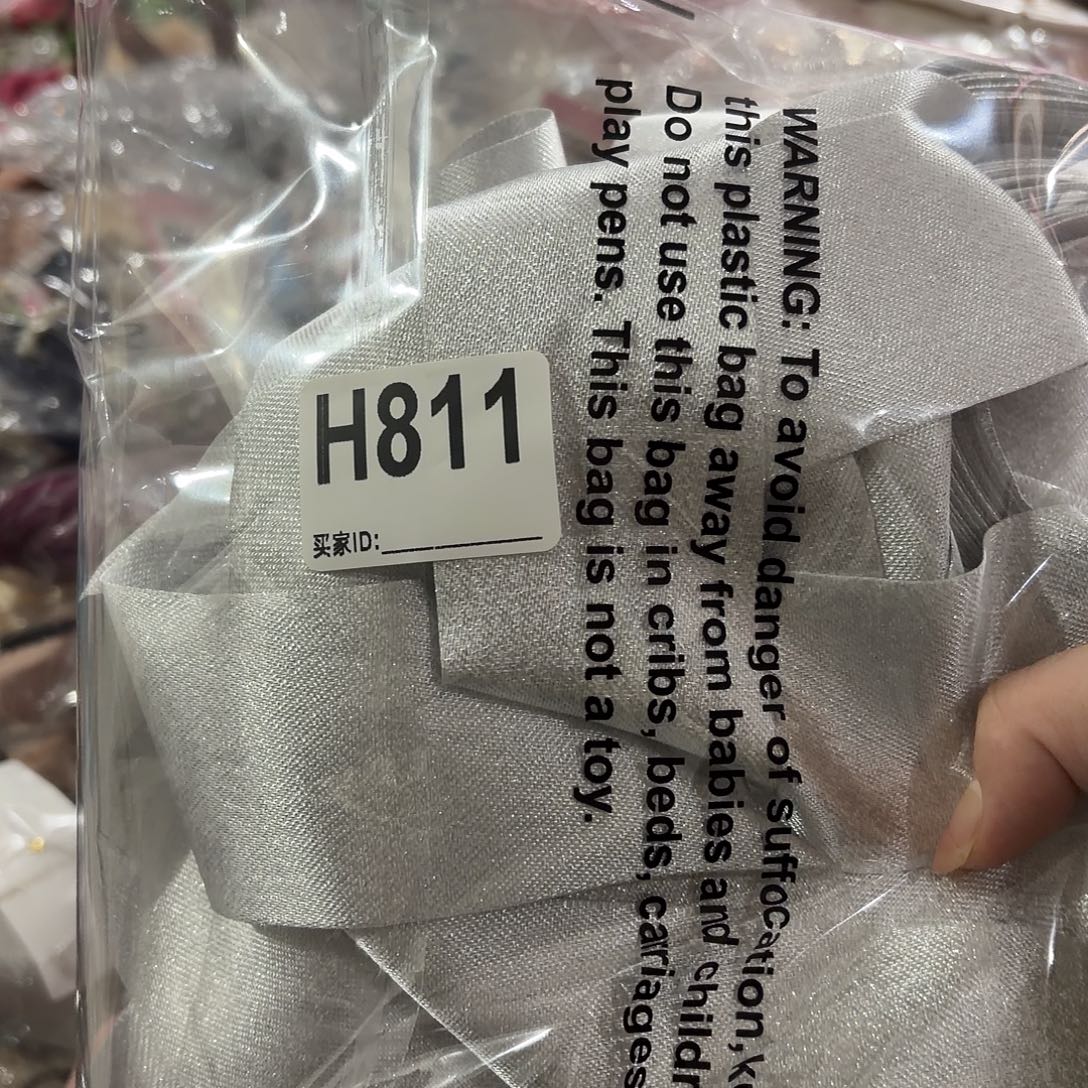 H811
买家ID:
WARNING: To avoid danger of suffocation,
this plastic bag away from babies and
Do not use this bag in cribs, beds, cariages
play pens. This bag is not a toy.